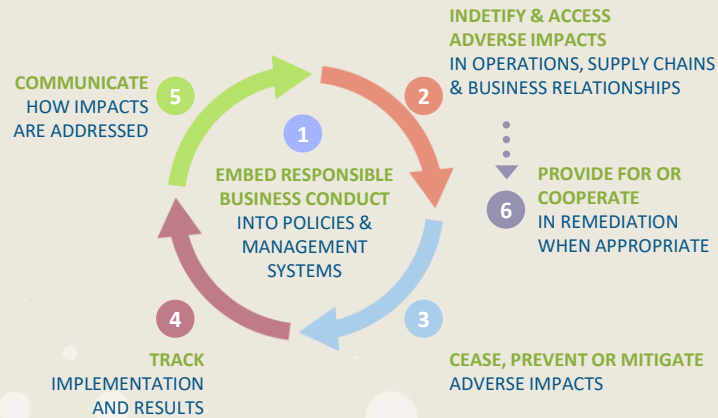 1
EMBED RESPONSIBLE
BUSINESS CONDUCT
INTO POLICIES &
MANAGEMENT
SYSTEMS
2
INDETIFY & ACCESS
ADVERSE IMPACTS
IN OPERATIONS, SUPPLY CHAINS
& BUSINESS RELATIONSHIPS
3
CEASE, PREVENT OR MITIGATE
ADVERSE IMPACTS
4
TRACK
IMPLEMENTATION
AND RESULTS
5
COMMUNICATE
HOW IMPACTS
ARE ADDRESSED
6
PROVIDE FOR OR
COOPERATE
IN REMEDIATION
WHEN APPROPRIATE